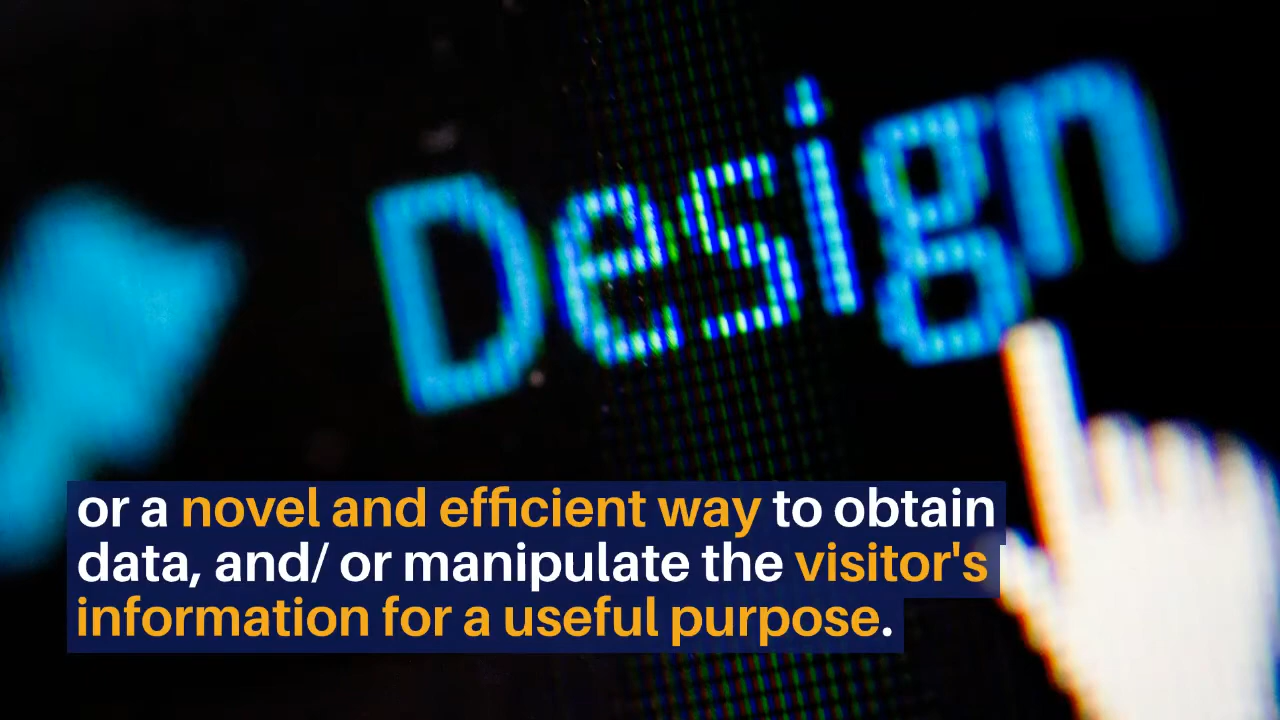 Design
or a novel and efficient way to obtain
data, and/ or manipulate the visitor's
information for a useful purpose.